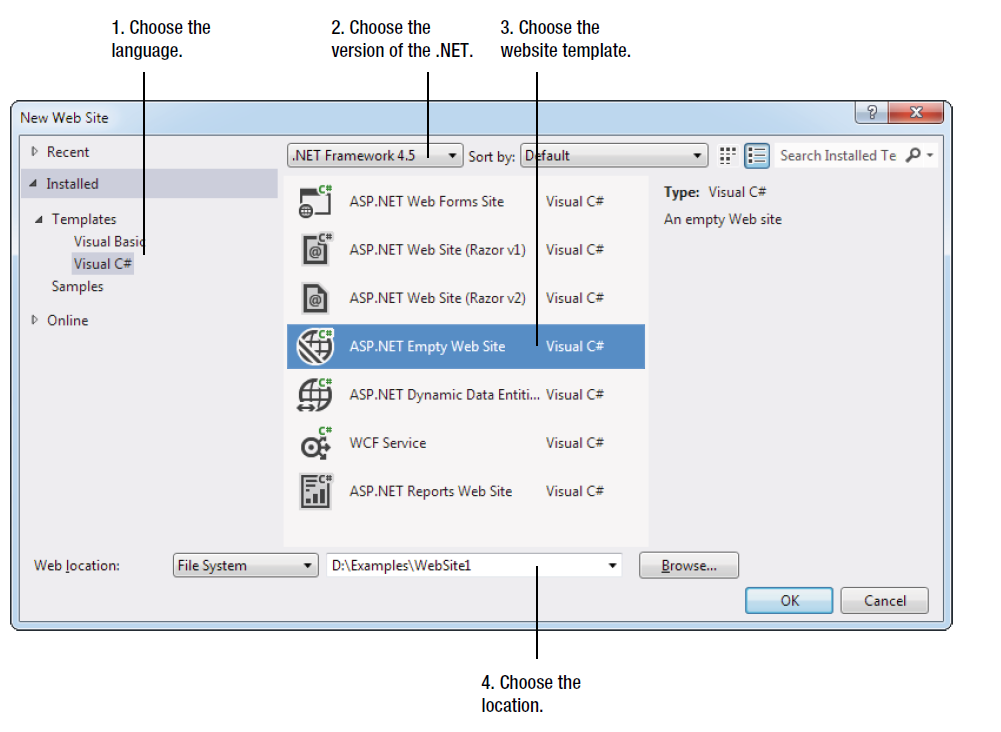 1. Choose the
language.
2. Choose the
version of the .NET.
3. Choose the
website template.
New Web Site
?
Recent
Installed
Templates
Visual Basic
Visual C#
Samples
Online
.NET Framework 4.5
Sort by:
Default
Search Installed Te
C#
ASP.NET Web Forms Site Visual C#
C#
ASP.NET Web Site (Razor v1) Visual C#
ASP.NET Web Site (Razor v2) Visual C#
C#
ASP.NET Empty Web Site Visual C#
C#
ASP.NET Dynamic Data Entiti... Visual C#
C#
WCF Service Visual C#
C#
ASP.NET Reports Web Site Visual C#
Type: Visual C#
An empty Web site
Web location:
File System
D:\Examples\WebSite1
Browse...
OK
Cancel
4. Choose the
location.